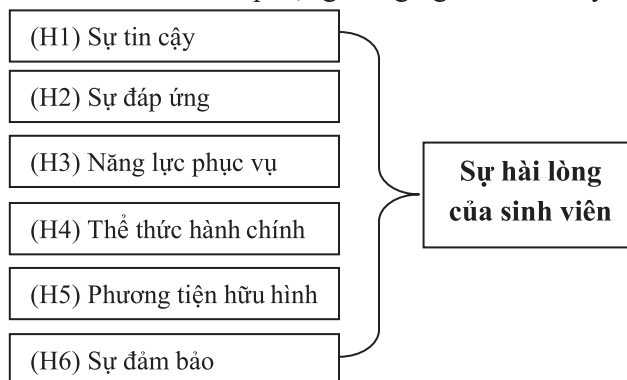 (H1) Sự tin cậy
(H2) Sự đáp ứng
(H3) Năng lực phục vụ
(H4) Thể thức hành chính
(H5) Phương tiện hữu hình
(H6) Sự đảm bảo
Sự hài lòng
của sinh viên